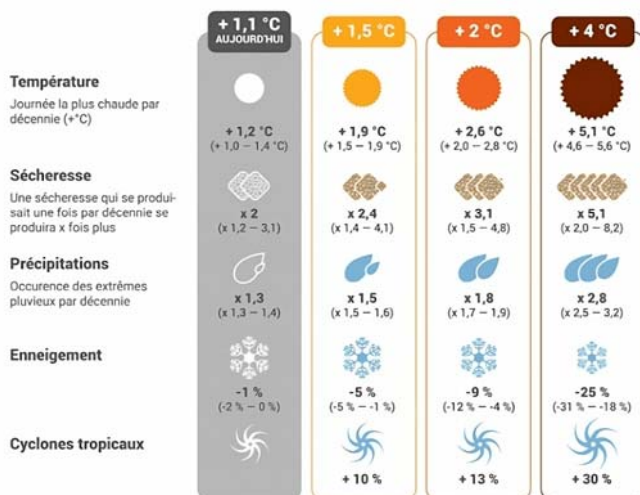 + 1,1 °C
AUJOURD'HUI
+ 1,5 °C
+ 2 °C
+ 4 °C
Température
Journée la plus chaude par
décennie (+°C)
+ 1,2 °C
(+ 1,0 – 1,4 °C)
+ 1,9 °C
(+ 1,5 – 1,9 °C)
+ 2,6 °C
(+ 2,0 – 2,8 °C)
+ 5,1 °C
(+ 4,6 – 5,6 °C)
Sécheresse
Une sécheresse qui se produi-
sait une fois par décennie se
produira x fois plus
x 2
(x 1,2 – 3,1)
x 2,4
(x 1,4 – 4,1)
x 3,1
(x 1,5 – 4,8)
x 5,1
(x 2,0 – 8,2)
Précipitations
Occurence des extrêmes
pluvieux par décennie
x 1,3
(x 1,3 – 1,4)
x 1,5
(x 1,5 – 1,6)
x 1,8
(x 1,7 – 1,9)
x 2,8
(x 2,5 – 3,2)
Enneigement
-1 %
(-2 % – 0 %)
-5 %
(-5 % – -1 %)
-9 %
(-12 % – -4 %)
-25 %
(-31 % – -18 %)
Cyclones tropicaux
+ 10 %
+ 13 %
+ 30 %